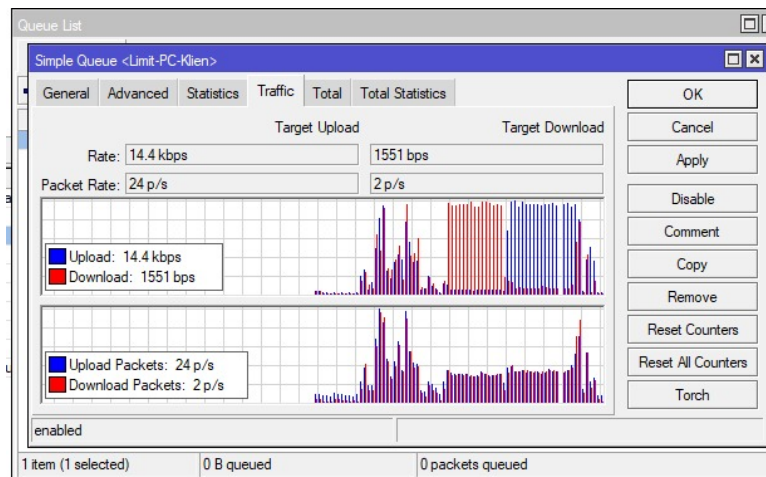 Queue List
Simple Queue <Limit-PC-Klien>
General Advanced Statistics Traffic Total Total Statistics
Target Upload Target Download
Rate: 14.4 kbps 1551 bps
Packet Rate: 24 p/s 2 p/s
Upload: 14.4 kbps
Download: 1551 bps
Upload Packets: 24 p/s
Download Packets: 2 p/s
OK
Cancel
Apply
Disable
Comment
Copy
Remove
Reset Counters
Reset All Counters
Torch
enabled
1 item (1 selected) 0 B queued 0 packets queued